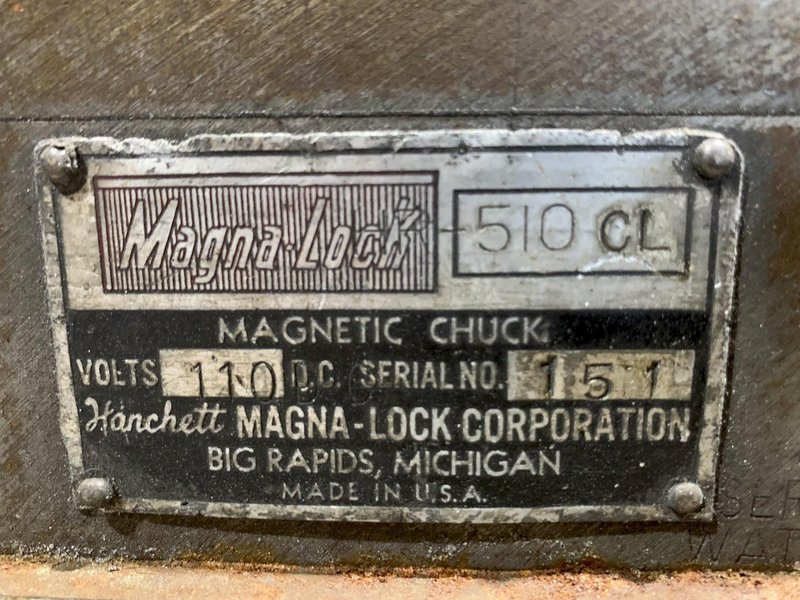 Magna-Lock 510 CL
MAGNETIC CHUCK
VOLTS 110 D.C. SERIAL NO. 151
Hanchett MAGNA-LOCK CORPORATION
BIG RAPIDS, MICHIGAN
MADE IN U.S.A.